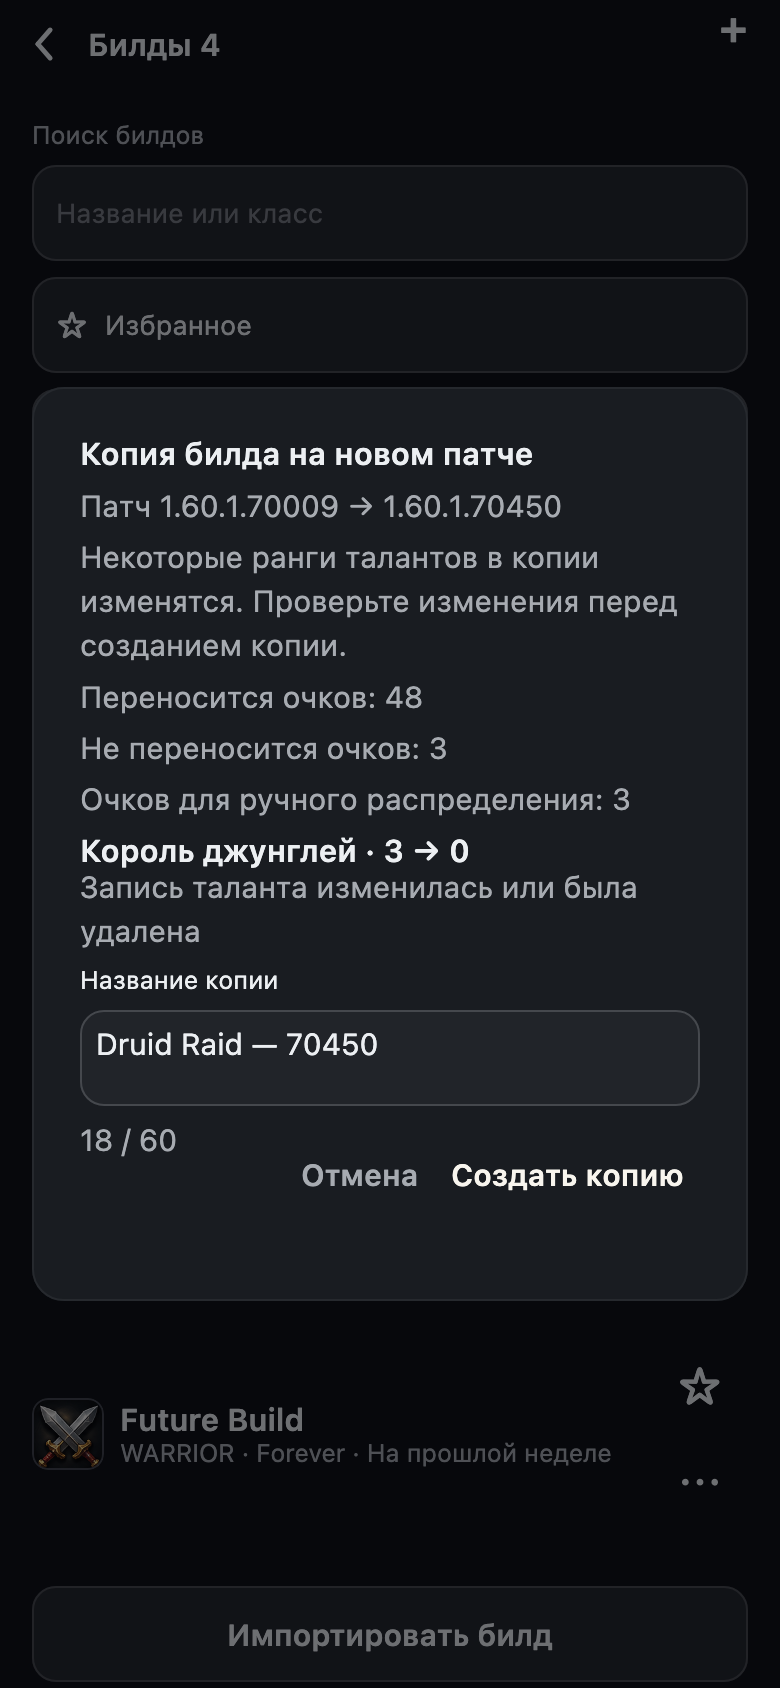 Билды 4
Поиск билдов
Название или класс
Избранное
Копия билда на новом патче
Патч 1.60.1.70009 → 1.60.1.70450
Некоторые ранги талантов в копии
изменятся. Проверьте изменения перед
созданием копии.
Переносится очков: 48
Не переносится очков: 3
Очков для ручного распределения: 3
Король джунглей · 3 → 0
Запись таланта изменилась или была
удалена
Название копии
Druid Raid — 70450
18 / 60
Отмена Создать копию
Future Build
WARRIOR · Forever · На прошлой неделе
Импортировать билд